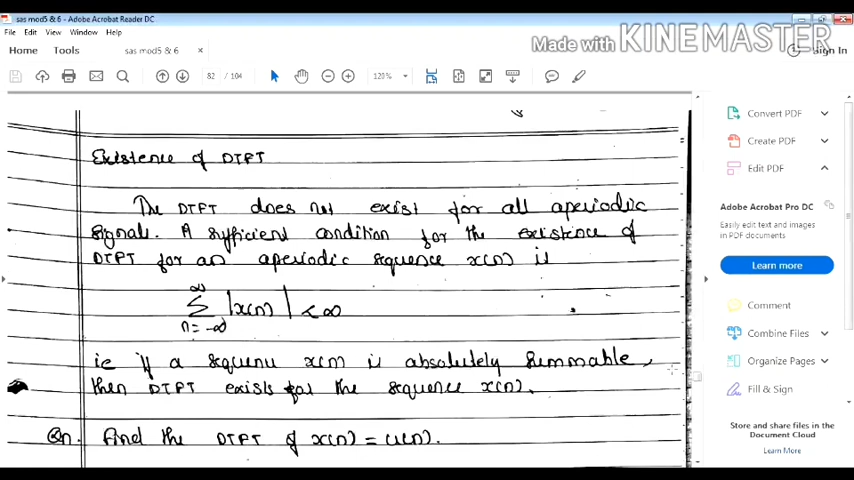 sas mod5 & 6 - Adobe Acrobat Reader DC
File Edit View Window Help
Made with KINEMASTER
Home Tools sas mod5 & 6 × Sign In
82 / 104 120%
Existence of DTFT
The DTFT does not exist for all aperiodic
signals. A sufficient condition for the existence of
DTFT for an aperiodic sequence x(n) is
∞
Σ |x(n)| < ∞
n = -∞
ie if a sequence x(n) is absolutely summable,
then DTFT exists for the sequence x(n).
Qn. Find the DTFT of x(n) = u(n).
Convert PDF
Create PDF
Edit PDF
Adobe Acrobat Pro DC
Easily edit text and images
in PDF documents
Learn more
Comment
Combine Files
Organize Pages
Fill & Sign
Store and share files in the
Document Cloud
Learn More